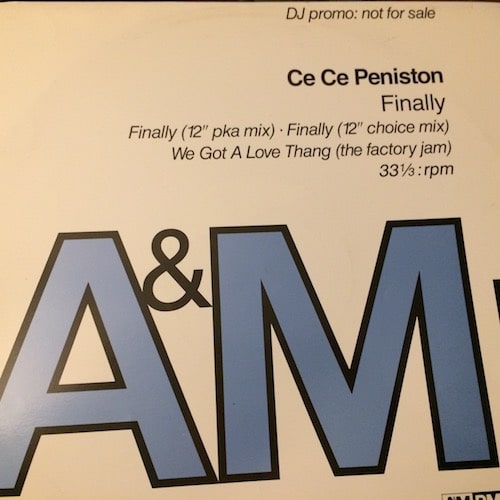 DJ promo: not for sale
Ce Ce Peniston
Finally
Finally (12" pka mix) · Finally (12" choice mix)
We Got A Love Thang (the factory jam)
33⅓:rpm
A&M